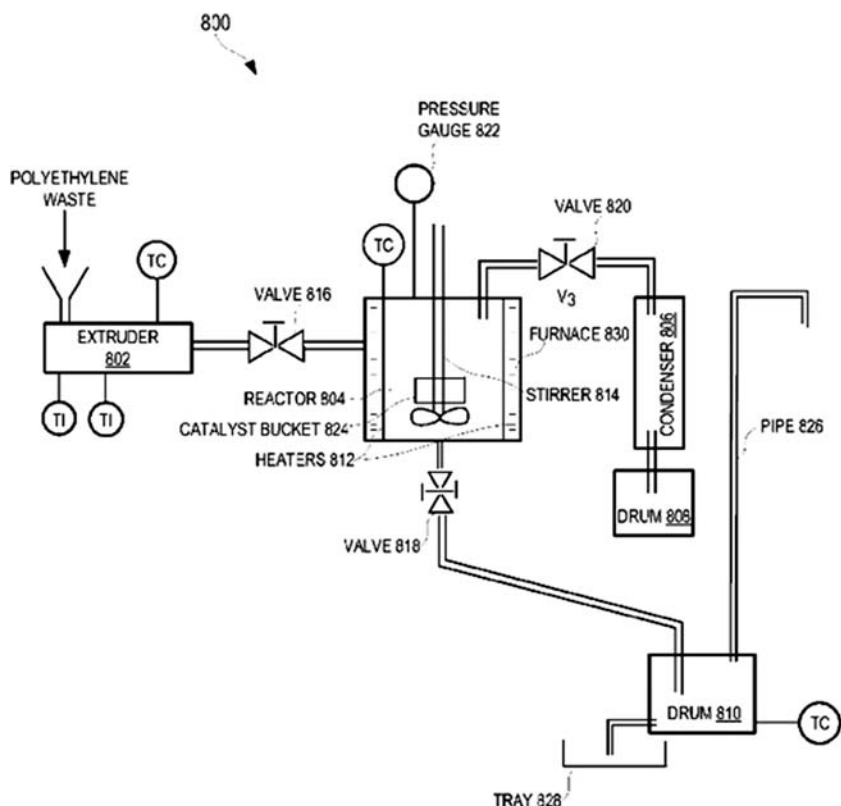 800
PRESSURE
GAUGE 822
POLYETHYLENE
WASTE
VALVE 820
TC
TC
VALVE 816
V3
EXTRUDER
802
FURNACE 830
CONDENSER 806
REACTOR 804
STIRRER 814
TI
TI
CATALYST BUCKET 824
PIPE 826
HEATERS 812
DRUM 808
VALVE 818
DRUM 810
TC
TRAY 828